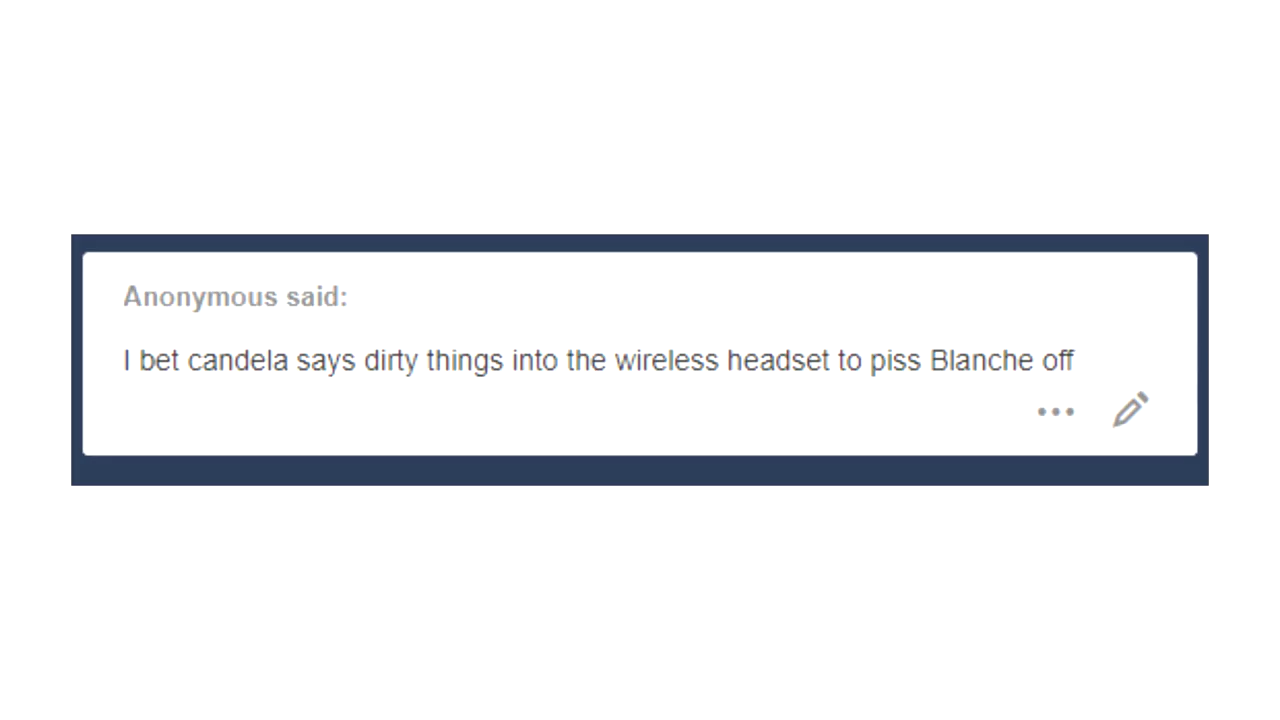 Anonymous said:
I bet candela says dirty things into the wireless headset to piss Blanche off